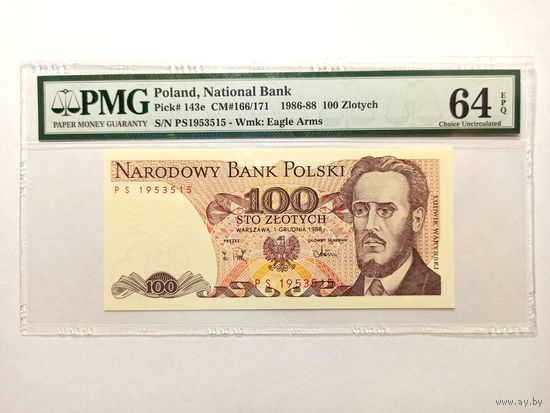 PMG
PAPER MONEY GUARANTY
Poland, National Bank
Pick# 143e CM#166/171 1986-88 100 Zlotych
S/N PS1953515 - Wmk: Eagle Arms
64 EPQ
Choice Uncirculated
NARODOWY BANK POLSKI
PS 1953515
100
STO ZŁOTYCH
WARSZAWA, 1 GRUDNIA 1988 r.
PREZES
GŁÓWNY SKARBNIK
LUDWIK WARYŃSKI
100
PS 1953515
www.ay.by